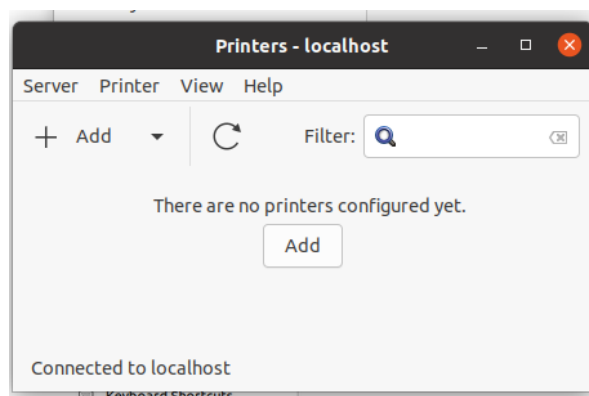 Printers - localhost
Server Printer View Help
Add Filter:
There are no printers configured yet.
Add
Connected to localhost
Keyboard Shortcuts